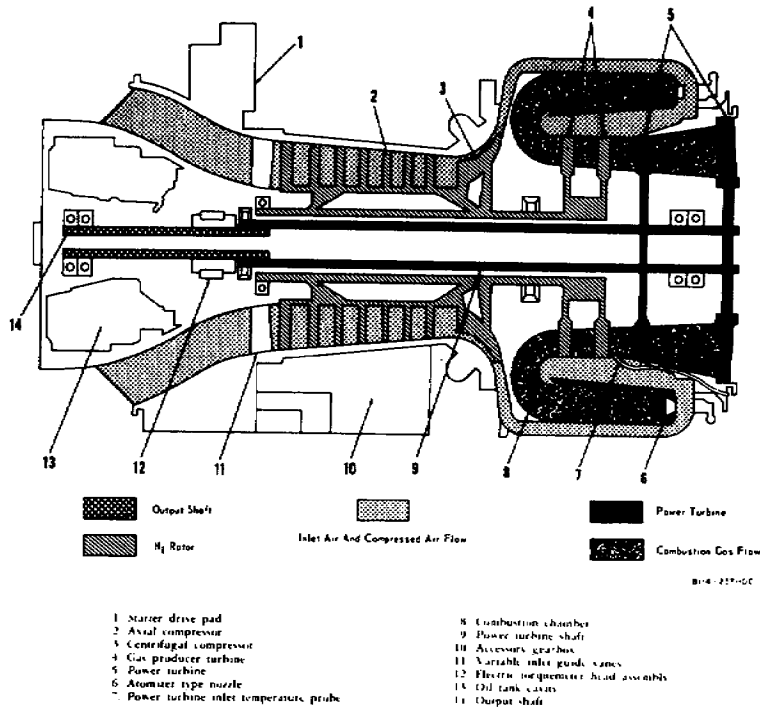 1
2
3
4
5
14
13
12
11
10
9
8
7
6
Output Shaft
N1 Rotor
Inlet Air And Compressed Air Flow
Power Turbine
Combustion Gas Flow
1 Starter drive pad
2 Axial compressor
3 Centrifugal compressor
4 Gas producer turbine
5 Power turbine
6 Atomizer type nozzle
7. Power turbine inlet temperature probe
8 Combustion chamber
9 Power turbine shaft
10 Accessory gearbox
11 Variable inlet guide vanes
12 Electric torquemeter head assembly
13 Oil tank cavity
14 Output shaft